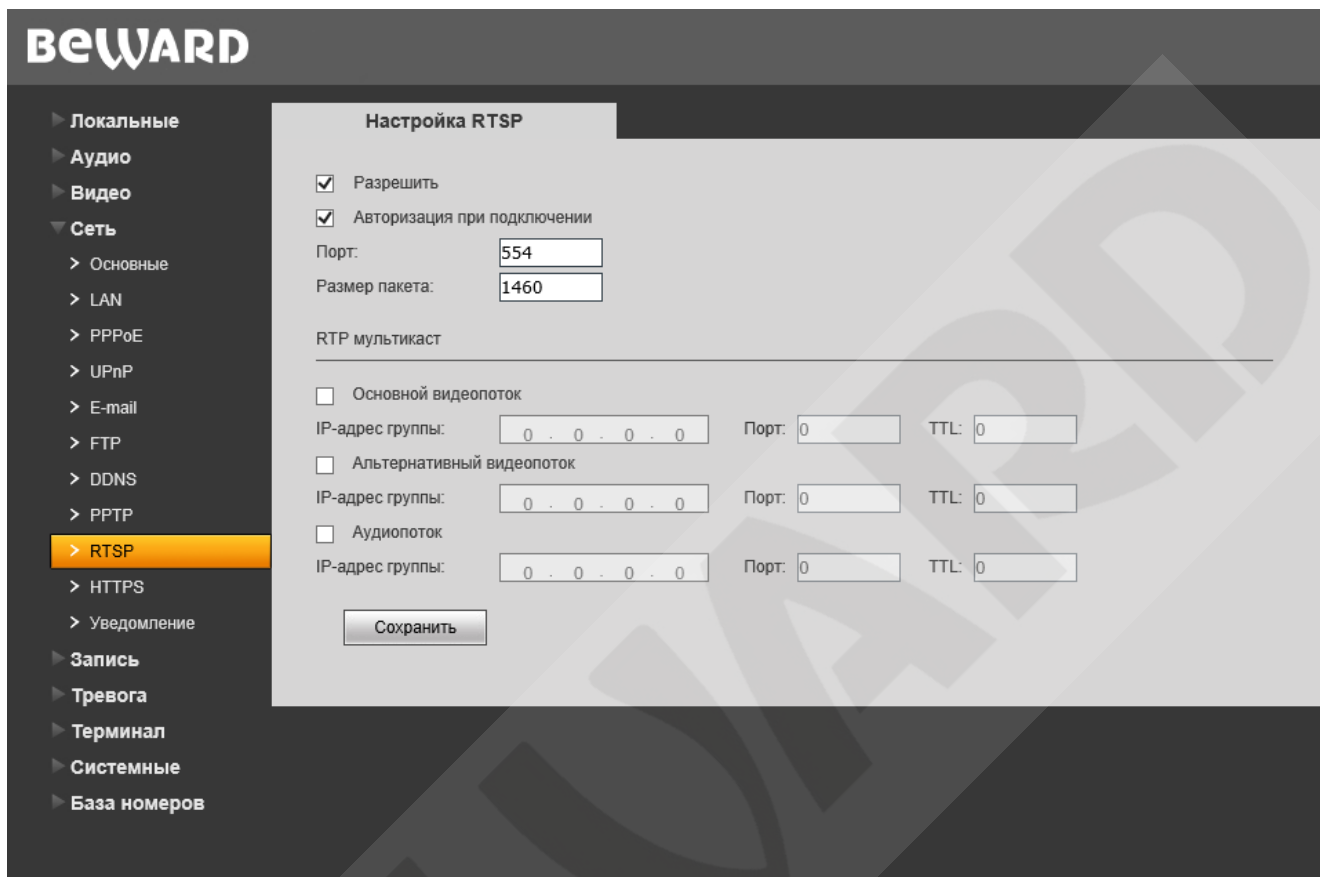 BEWARD
Локальные
Аудио
Видео
Сеть
Основные
LAN
PPPoE
UPnP
E-mail
FTP
DDNS
PPTP
RTSP
HTTPS
Уведомление
Запись
Тревога
Терминал
Системные
База номеров
Настройка RTSP
Разрешить
Авторизация при подключении
Порт: 554
Размер пакета: 1460
RTP мультикаст
Основной видеопоток
IP-адрес группы: 0 . 0 . 0 . 0 Порт: 0 TTL: 0
Альтернативный видеопоток
IP-адрес группы: 0 . 0 . 0 . 0 Порт: 0 TTL: 0
Аудиопоток
IP-адрес группы: 0 . 0 . 0 . 0 Порт: 0 TTL: 0
Сохранить